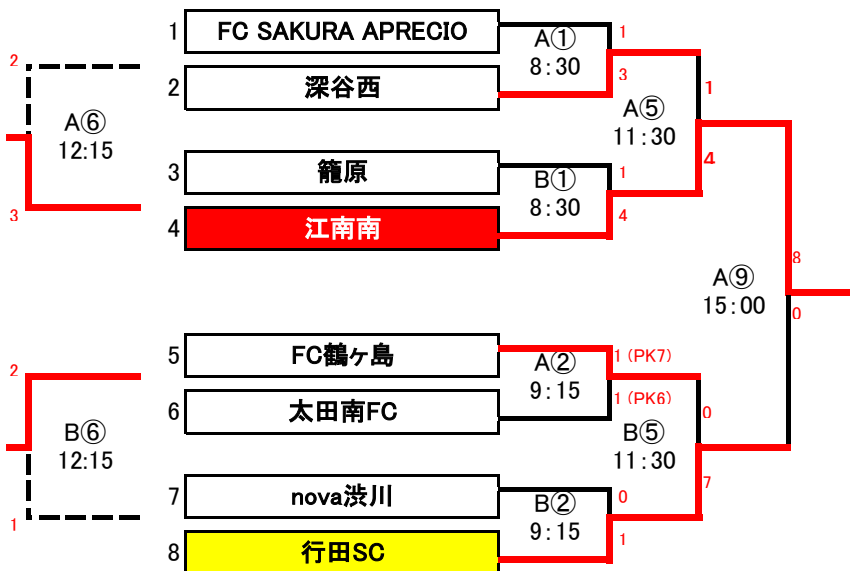 1 FC SAKURA APRECIO
A① 8:30
1
3
2 深谷西
2
A⑥
12:15
3
A⑤
11:30
1
4
3 籠原
B①
8:30
1
4
4 江南南
A⑨
15:00
8
0
5 FC鶴ヶ島
A②
9:15
1 (PK7)
1 (PK6)
6 太田南FC
2
B⑥
12:15
1
B⑤
11:30
0
7
7 nova渋川
B②
9:15
0
1
8 行田SC